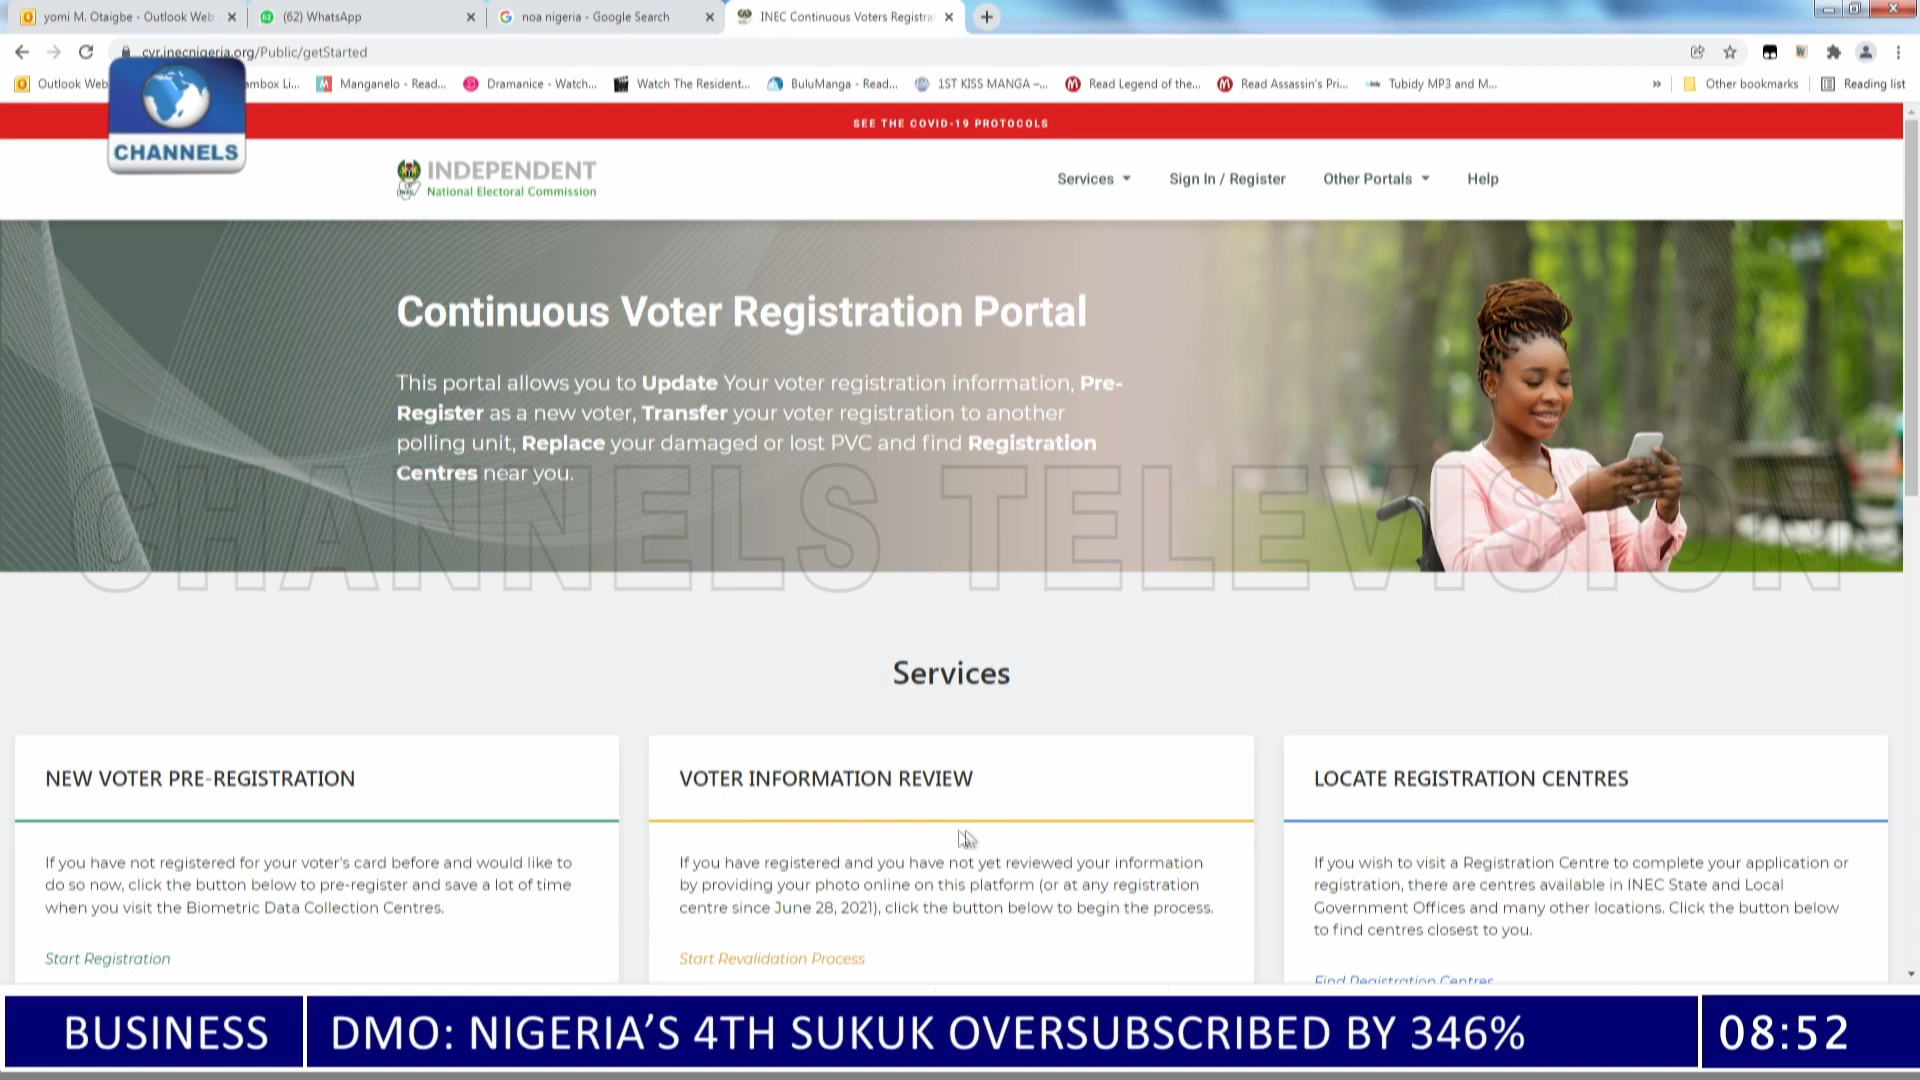 yomi M. Otaigbe - Outlook Web
(62) WhatsApp
noa nigeria - Google Search
INEC Continuous Voters Registra
cvr.inecnigeria.org/Public/getStarted
Outlook Web
mbox Li...
Manganelo - Read...
Dramanice - Watch...
Watch The Resident...
BuluManga - Read...
1ST KISS MANGA –...
Read Legend of the...
Read Assassin's Pri...
Tubidy MP3 and M...
»
Other bookmarks
Reading list
CHANNELS
SEE THE COVID-19 PROTOCOLS
INDEPENDENT
National Electoral Commission
Services
Sign In / Register
Other Portals
Help
Continuous Voter Registration Portal
This portal allows you to Update Your voter registration information, Pre-
Register as a new voter, Transfer your voter registration to another
polling unit, Replace your damaged or lost PVC and find Registration
Centres near you.
CHANNELS TELEVISION
Services
NEW VOTER PRE-REGISTRATION
If you have not registered for your voter's card before and would like to
do so now, click the button below to pre-register and save a lot of time
when you visit the Biometric Data Collection Centres.
Start Registration
VOTER INFORMATION REVIEW
If you have registered and you have not yet reviewed your information
by providing your photo online on this platform (or at any registration
centre since June 28, 2021), click the button below to begin the process.
Start Revalidation Process
LOCATE REGISTRATION CENTRES
If you wish to visit a Registration Centre to complete your application or
registration, there are centres available in INEC State and Local
Government Offices and many other locations. Click the button below
to find centres closest to you.
Find Registration Centres
BUSINESS
DMO: NIGERIA'S 4TH SUKUK OVERSUBSCRIBED BY 346%
08:52